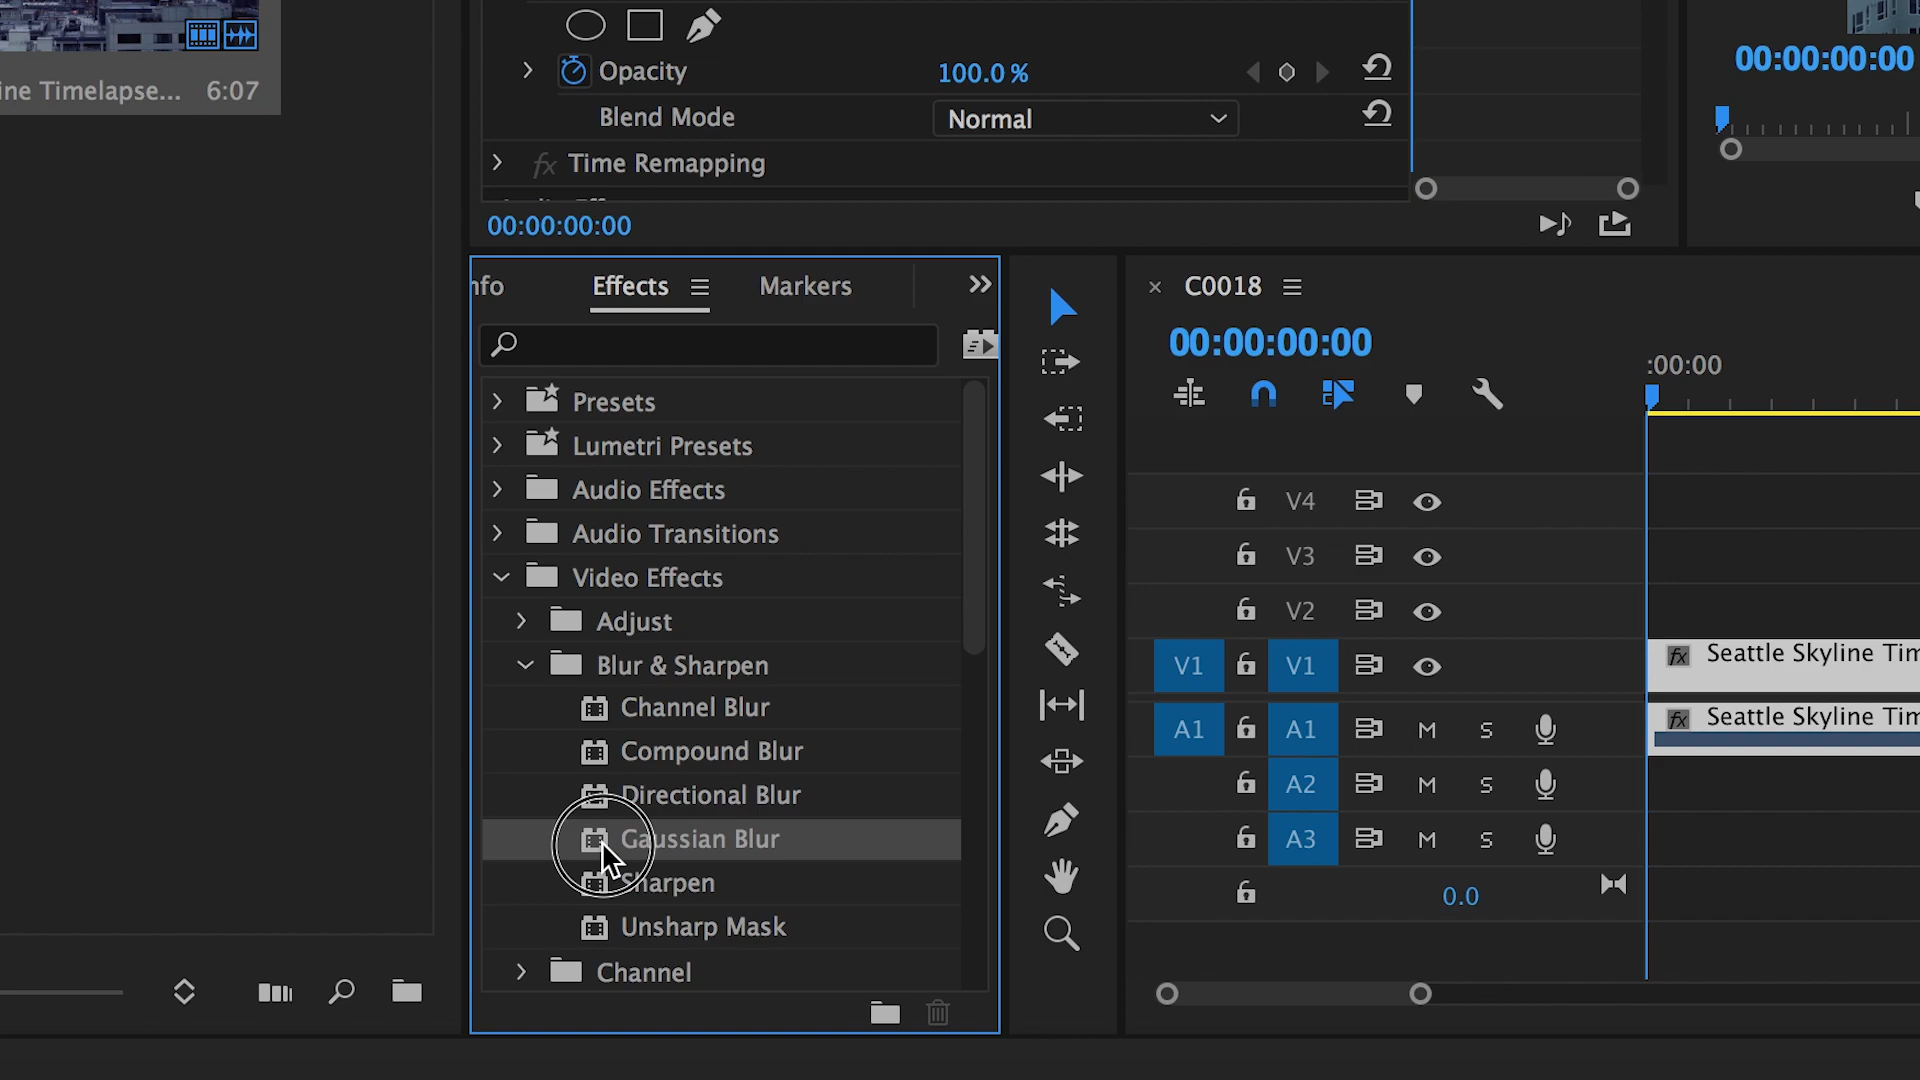 ine Timelapse... 6:07
Opacity 100.0 %
Blend Mode Normal
fx Time Remapping
00:00:00:00
00:00:00:00
nfo Effects Markers
Presets
Lumetri Presets
Audio Effects
Audio Transitions
Video Effects
Adjust
Blur & Sharpen
Channel Blur
Compound Blur
Directional Blur
Gaussian Blur
Sharpen
Unsharp Mask
Channel
× C0018
00:00:00:00
:00:00
V4
V3
V2
V1 V1 fx Seattle Skyline Tim
A1 A1 M S fx Seattle Skyline Tim
A2 M S
A3 M S
0.0